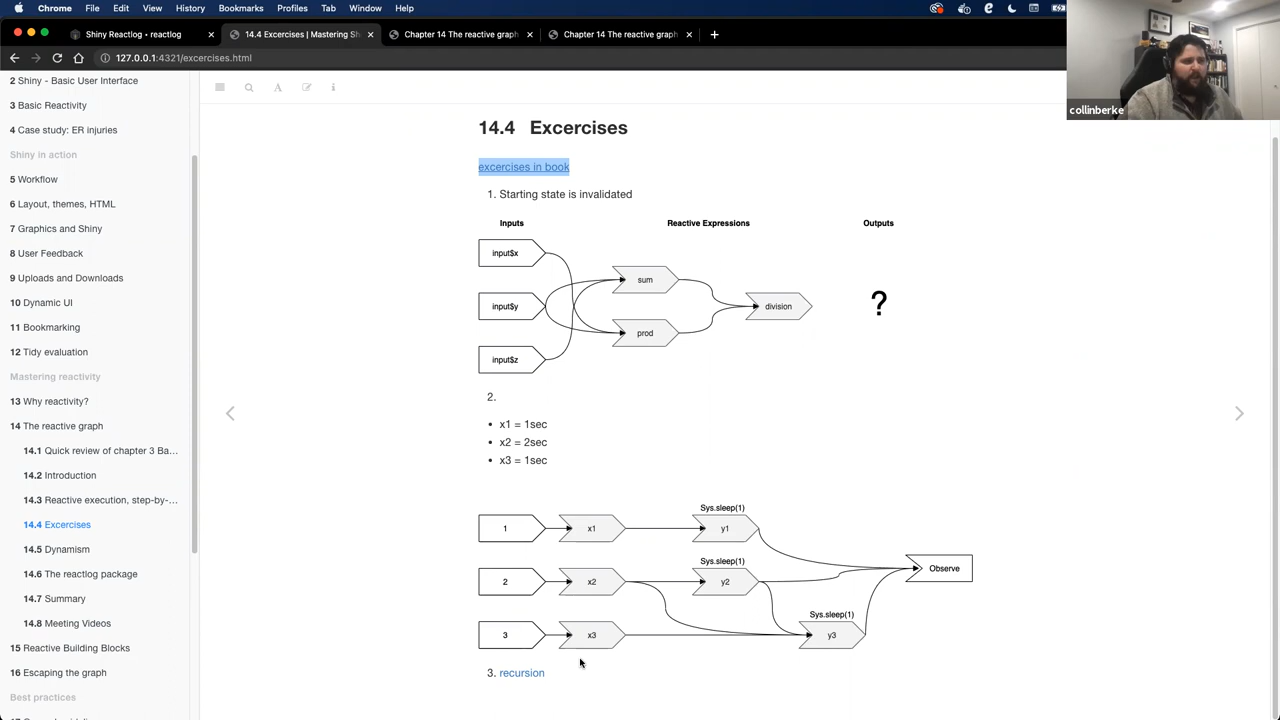 View
History
Bookmarks
Profiles
Tab
Window
Help
Shiny Reactlog • reactlog
14.4 Excercises | Mastering Sh
Chapter 14 The reactive graph
Chapter 14 The reactive graph
127.0.0.1:4321/excercises.html
collinberke
2 Shiny - Basic User Interface
3 Basic Reactivity
4 Case study: ER injuries
Shiny in action
5 Workflow
6 Layout, themes, HTML
7 Graphics and Shiny
8 User Feedback
9 Uploads and Downloads
10 Dynamic UI
11 Bookmarking
12 Tidy evaluation
Mastering reactivity
13 Why reactivity?
14 The reactive graph
14.1 Quick review of chapter 3 Ba...
14.2 Introduction
14.3 Reactive execution, step-by-...
14.4 Excercises
14.5 Dynamism
14.6 The reactlog package
14.7 Summary
14.8 Meeting Videos
15 Reactive Building Blocks
16 Escaping the graph
Best practices
14.4 Excercises
excercises in book
1. Starting state is invalidated
Inputs
Reactive Expressions
Outputs
input$x
input$y
input$z
sum
prod
division
?
2.
• x1 = 1sec
• x2 = 2sec
• x3 = 1sec
Sys.sleep(1)
1
x1
y1
Sys.sleep(1)
2
x2
y2
Observe
Sys.sleep(1)
3
x3
y3
3. recursion